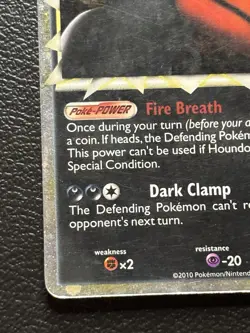 Poké-POWER Fire Breath
Once during your turn (before your a
a coin. If heads, the Defending Pokém
This power can't be used if Houndo
Special Condition.
Dark Clamp
The Defending Pokémon can't re
opponent's next turn.
weakness resistance
×2 -20
©2010 Pokémon/Nintend